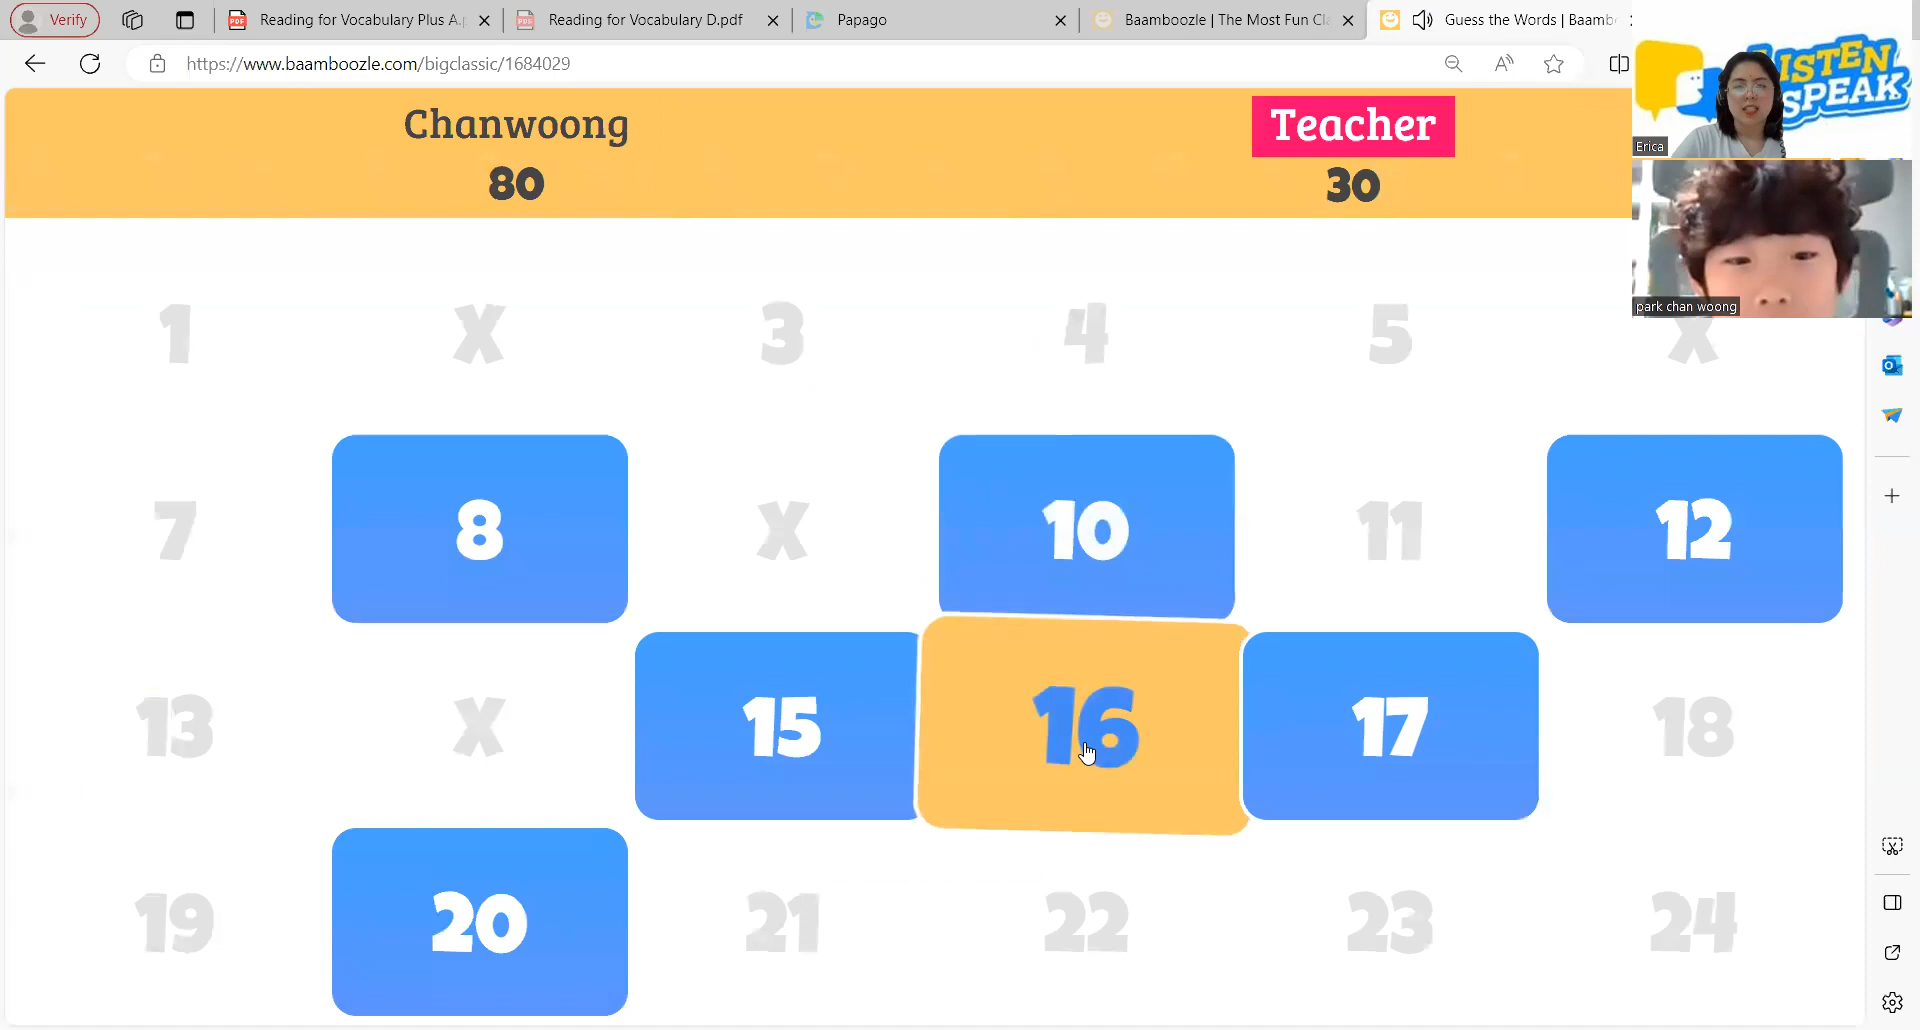 Verify
Reading for Vocabulary Plus A.p
Reading for Vocabulary D.pdf
Papago
Baamboozle | The Most Fun Cla
Guess the Words | Baambo
https://www.baamboozle.com/bigclassic/1684029
LISTEN
SPEAK
Erica
park chan woong
Chanwoong
80
Teacher
30
1 X 3 4 5 X
7 8 X 10 11 12
13 X 15 16 17 18
19 20 21 22 23 24